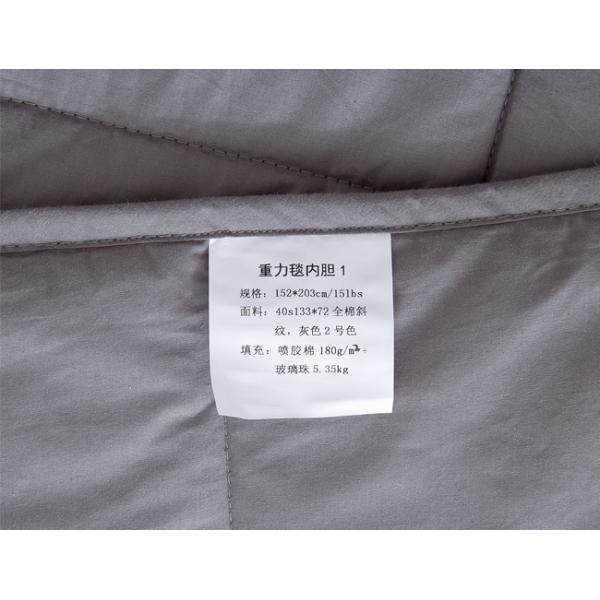 重力毯内胆 1
规格：152*203cm/15lbs
面料：40s133*72 全棉斜
纹，灰色 2 号色
填充：喷胶棉 180g/m²+
玻璃珠 5.35kg